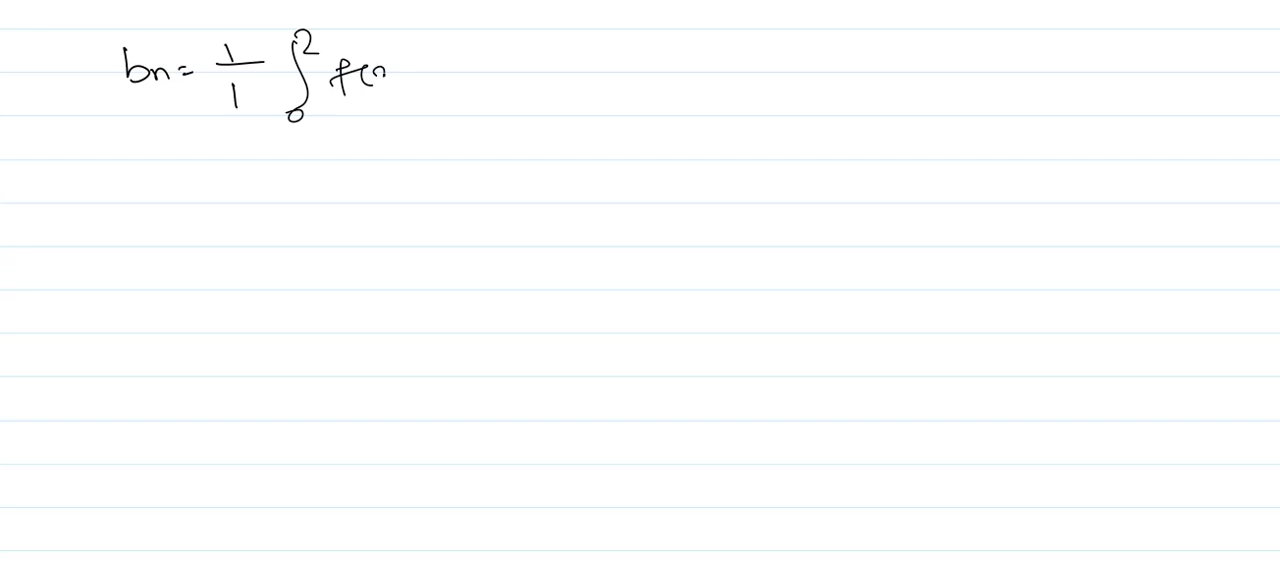 bn = 1/1 ∫₀² f(